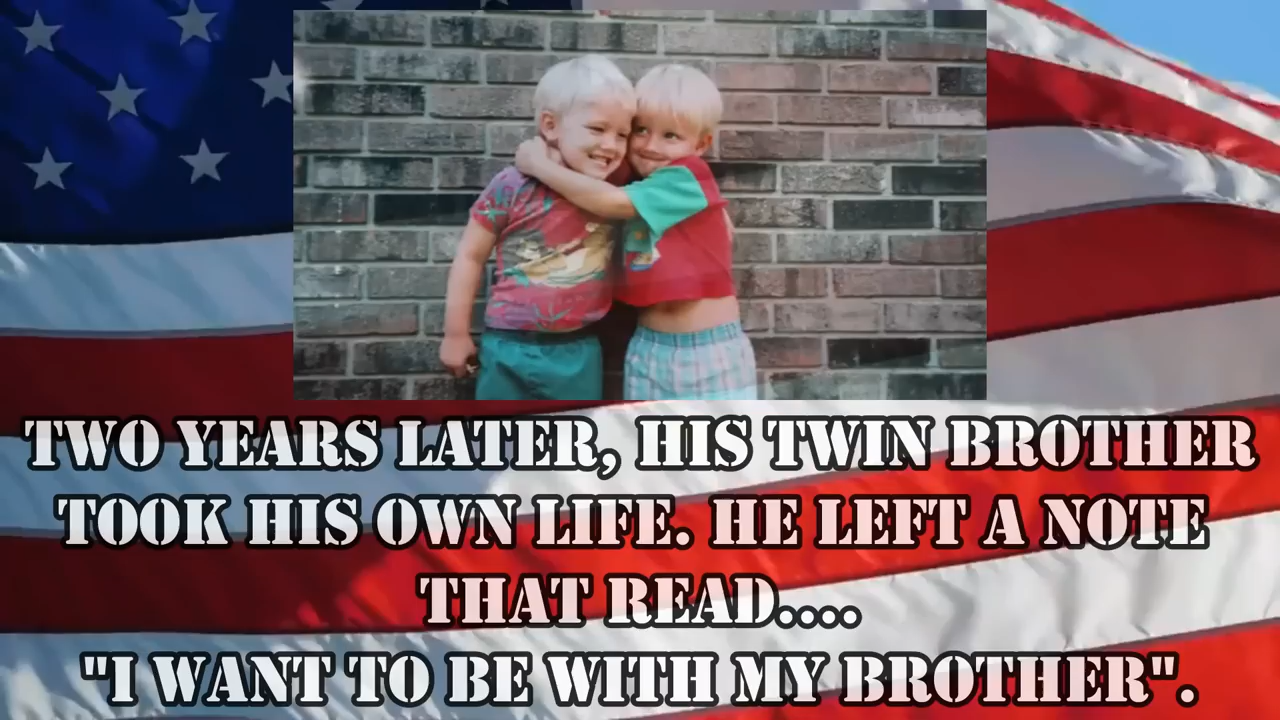 TWO YEARS LATER, HIS TWIN BROTHER
TOOK HIS OWN LIFE. HE LEFT A NOTE
THAT READ....
"I WANT TO BE WITH MY BROTHER".